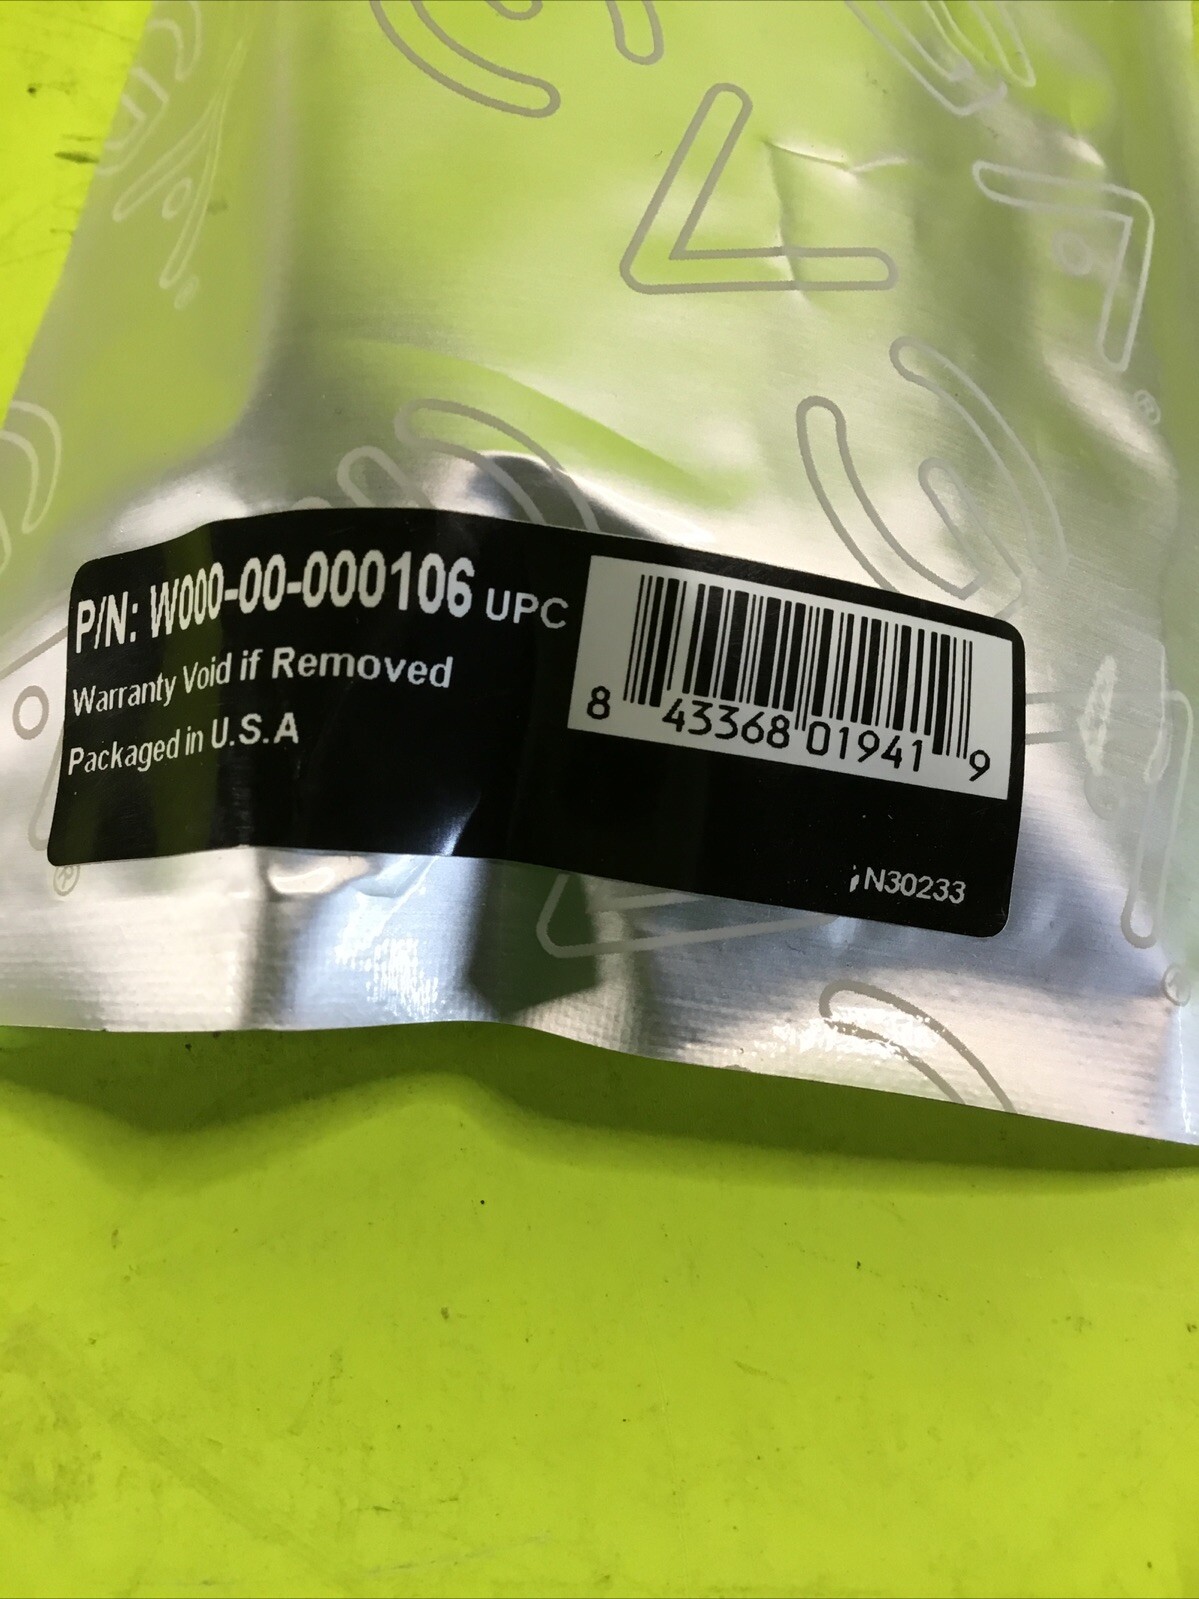 P/N: W000-00-000106 UPC
Warranty Void if Removed
Packaged in U.S.A
8 43368 01941 9
N30233
®
®
®